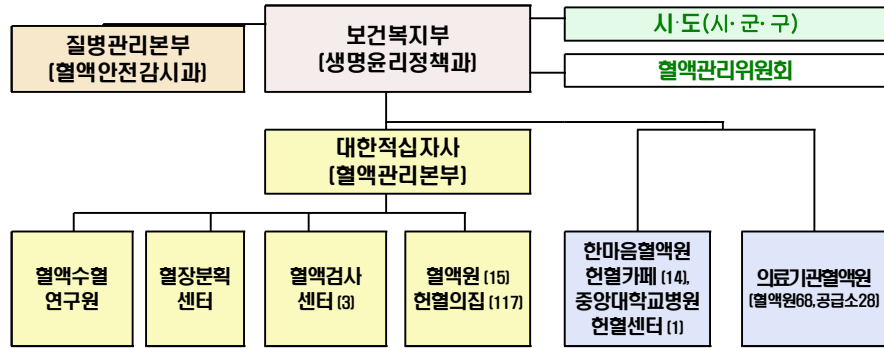 질병관리본부
(혈액안전감시과)
보건복지부
(생명윤리정책과)
시·도(시·군·구)
혈액관리위원회
대한적십자사
(혈액관리본부)
혈액수혈
연구원
혈장분획
센터
혈액검사
센터 (3)
혈액원 (15)
헌혈의집 (117)
한마음혈액원
헌혈카페 (14),
중앙대학교병원
헌혈센터 (1)
의료기관혈액원
(혈액원68,공급소28)